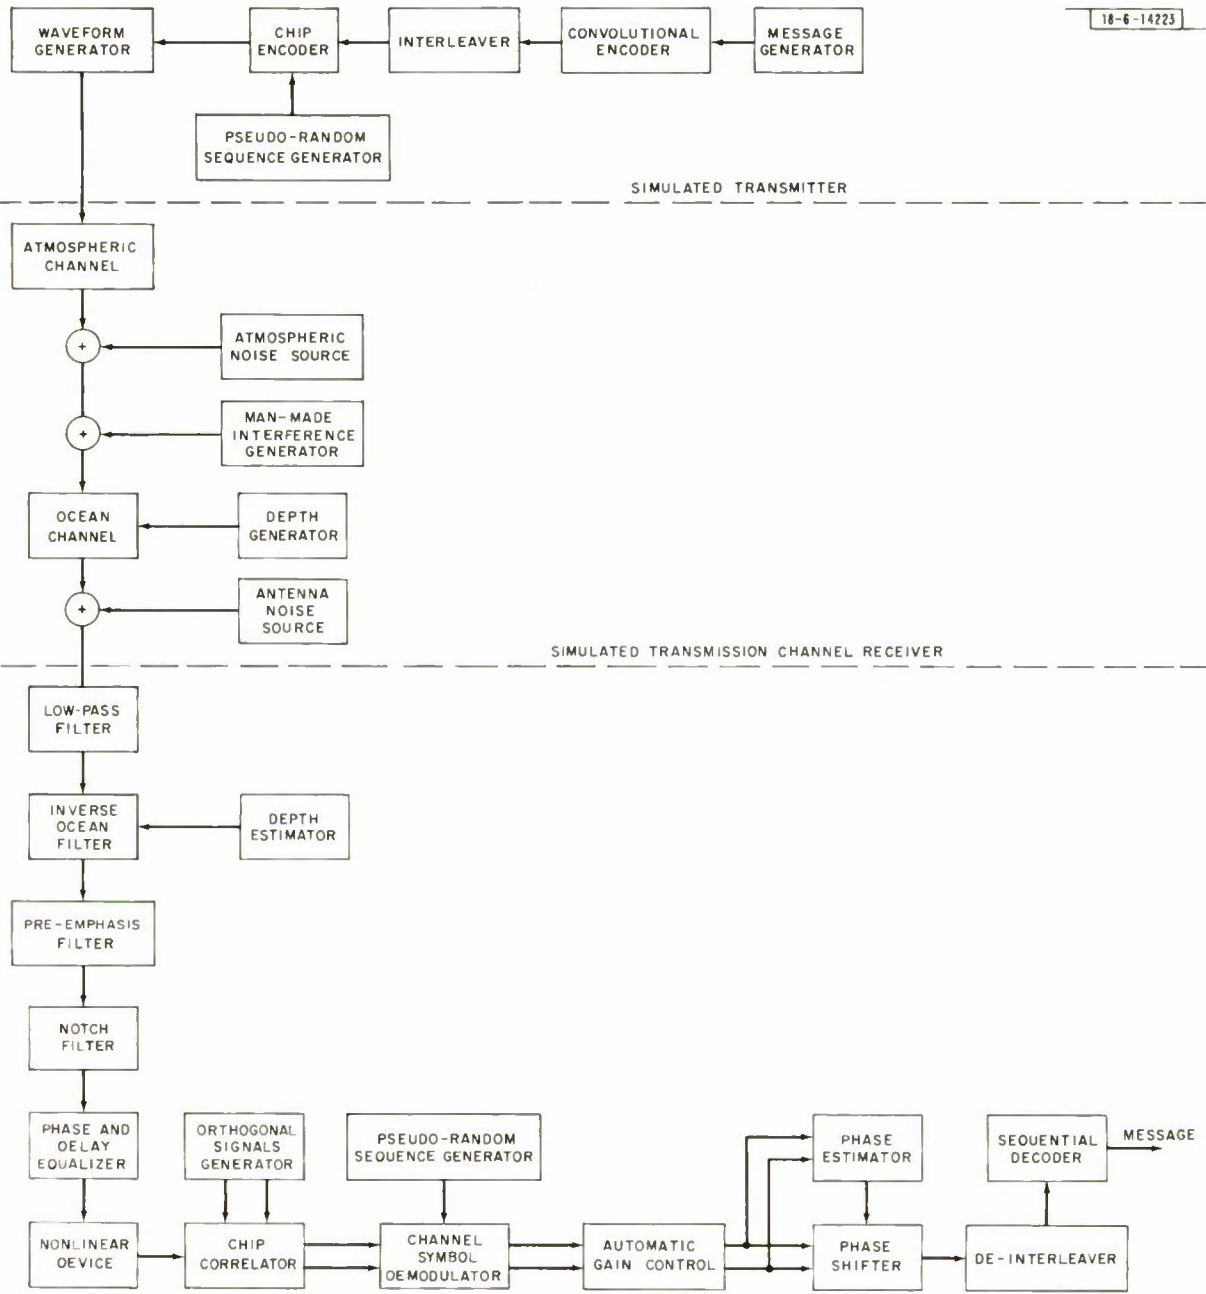 18-6-14223
WAVEFORM
GENERATOR
CHIP
ENCODER
INTERLEAVER
CONVOLUTIONAL
ENCODER
MESSAGE
GENERATOR
PSEUDO-RANDOM
SEQUENCE GENERATOR
SIMULATED TRANSMITTER
ATMOSPHERIC
CHANNEL
+
ATMOSPHERIC
NOISE SOURCE
+
MAN-MADE
INTERFERENCE
GENERATOR
OCEAN
CHANNEL
DEPTH
GENERATOR
+
ANTENNA
NOISE
SOURCE
SIMULATED TRANSMISSION CHANNEL RECEIVER
LOW-PASS
FILTER
INVERSE
OCEAN
FILTER
DEPTH
ESTIMATOR
PRE-EMPHASIS
FILTER
NOTCH
FILTER
PHASE AND
DELAY
EQUALIZER
ORTHOGONAL
SIGNALS
GENERATOR
PSEUDO-RANDOM
SEQUENCE GENERATOR
PHASE
ESTIMATOR
SEQUENTIAL
DECODER
MESSAGE
NONLINEAR
DEVICE
CHIP
CORRELATOR
CHANNEL
SYMBOL
DEMODULATOR
AUTOMATIC
GAIN CONTROL
PHASE
SHIFTER
DE-INTERLEAVER